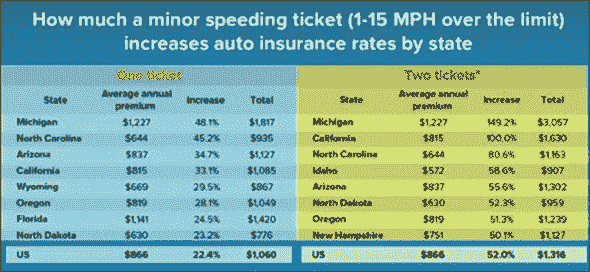 How much a minor speeding ticket (1-15 MPH over the limit)
increases auto insurance rates by state
One ticket
State Average annual premium Increase Total
Michigan $1,227 48.1% $1,817
North Carolina $644 45.2% $935
Arizona $837 34.7% $1,127
California $815 33.1% $1,085
Wyoming $669 29.5% $867
Oregon $819 28.1% $1,049
Florida $1,141 24.5% $1,420
North Dakota $630 23.2% $776
US $866 22.4% $1,060
Two tickets*
State Average annual premium Increase Total
Michigan $1,227 149.2% $3,057
California $815 100.0% $1,630
North Carolina $644 80.6% $1,163
Idaho $572 58.6% $907
Arizona $837 55.6% $1,302
North Dakota $630 52.3% $959
Oregon $819 51.3% $1,239
New Hampshire $751 50.1% $1,127
US $866 52.0% $1,316